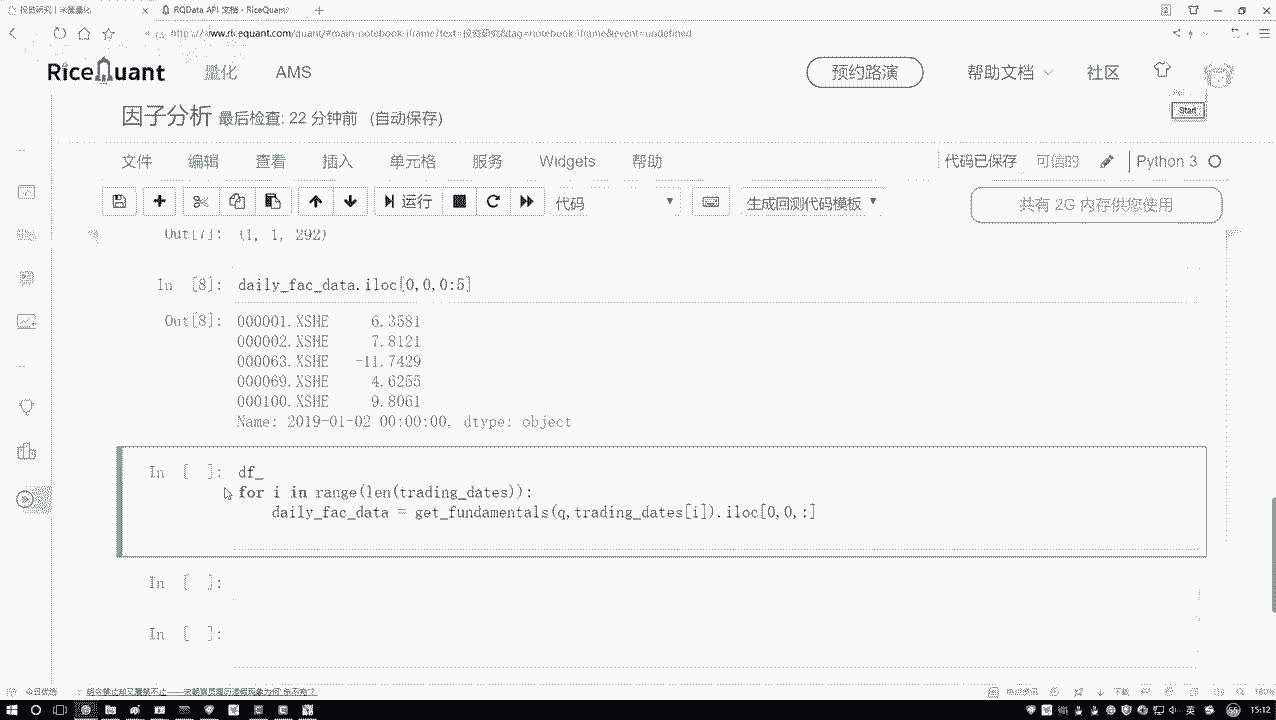 投资研究 | 米筐量化
RQData API 文档 - RiceQuant
www.ricequant.com/quant/#main-notebook-iframe?text=投资研究&tag=notebook-iframe&event=undefined
RiceQuant 量化 AMS 预约路演 帮助文档 社区
Start
因子分析 最后检查: 22 分钟前 (自动保存)
文件 编辑 查看 插入 单元格 服务 Widgets 帮助 代码已保存 可信的 Python 3
运行 代码 生成回测代码模板 共有 2G 内存供您使用
Out[7]: (1, 1, 292)
In [8]: daily_fac_data.iloc[0,0,0:5]
Out[8]: 000001.XSHE 6.3581
000002.XSHE 7.8121
000063.XSHE -11.7429
000069.XSHE 4.6255
000100.XSHE 9.8061
Name: 2019-01-02 00:00:00, dtype: object
In [ ]: df_
for i in range(len(trading_dates)):
daily_fac_data = get_fundamentals(q,trading_dates[i]).iloc[0,0,:]
In [ ]:
In [ ]:
今日优选
15:12